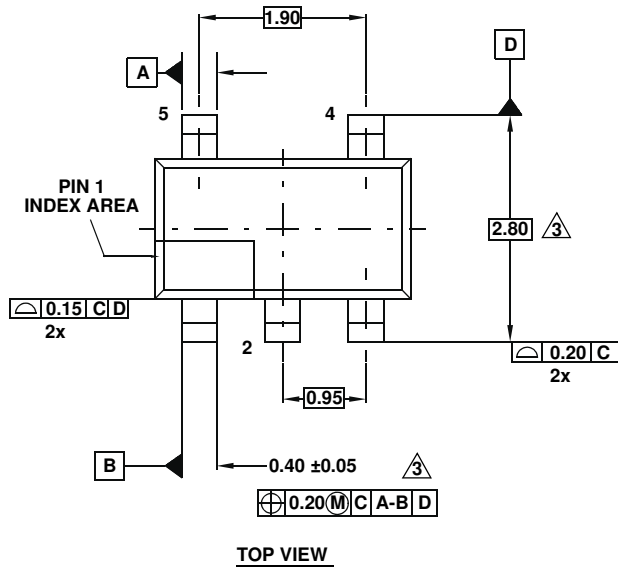 1.90
A
D
5
4
PIN 1
INDEX AREA
2.80 3
⌓ 0.15 C D
2x
2
⌓ 0.20 C
2x
0.95
B
0.40 ±0.05 3
⌖ 0.20 Ⓜ C A-B D
TOP VIEW